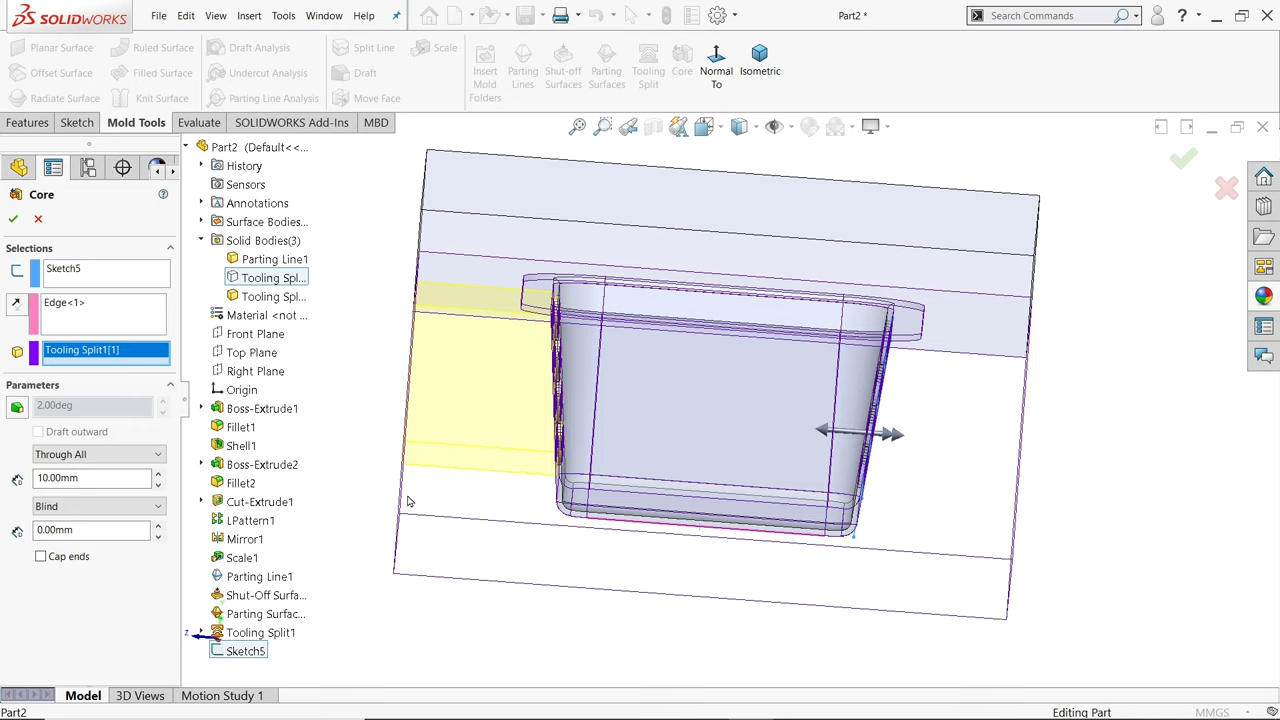 SOLIDWORKS File Edit View Insert Tools Window Help Part2 * Search Commands ?
Planar Surface Ruled Surface Draft Analysis Split Line Scale
Offset Surface Filled Surface Undercut Analysis Draft
Radiate Surface Knit Surface Parting Line Analysis Move Face
Insert Mold Folders Parting Lines Shut-off Surfaces Parting Surfaces Tooling Split Core Normal To Isometric
Features Sketch Mold Tools Evaluate SOLIDWORKS Add-Ins MBD
Core
Selections
Sketch5
Edge<1>
Tooling Split1[1]
Parameters
2.00deg
Draft outward
Through All
10.00mm
Blind
0.00mm
Cap ends
Part2 (Default<<...
History
Sensors
Annotations
Surface Bodies...
Solid Bodies(3)
Parting Line1
Tooling Spl...
Tooling Spl...
Material <not ...
Front Plane
Top Plane
Right Plane
Origin
Boss-Extrude1
Fillet1
Shell1
Boss-Extrude2
Fillet2
Cut-Extrude1
LPattern1
Mirror1
Scale1
Parting Line1
Shut-Off Surfa...
Parting Surfac...
Tooling Split1
Sketch5
Y
Z
Model 3D Views Motion Study 1
Part2 Editing Part MMGS